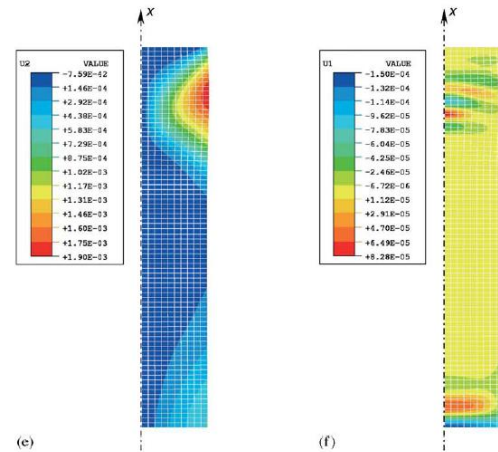 x
x
U2 VALUE
-7.59E-42
+1.46E-04
+2.92E-04
+4.38E-04
+5.83E-04
+7.29E-04
+8.75E-04
+1.02E-03
+1.17E-03
+1.31E-03
+1.46E-03
+1.60E-03
+1.75E-03
+1.90E-03
U1 VALUE
-1.50E-04
-1.32E-04
-1.14E-04
-9.62E-05
-7.83E-05
-6.04E-05
-4.25E-05
-2.46E-05
-6.72E-06
+1.12E-05
+2.91E-05
+4.70E-05
+6.49E-05
+8.28E-05
(e)
(f)